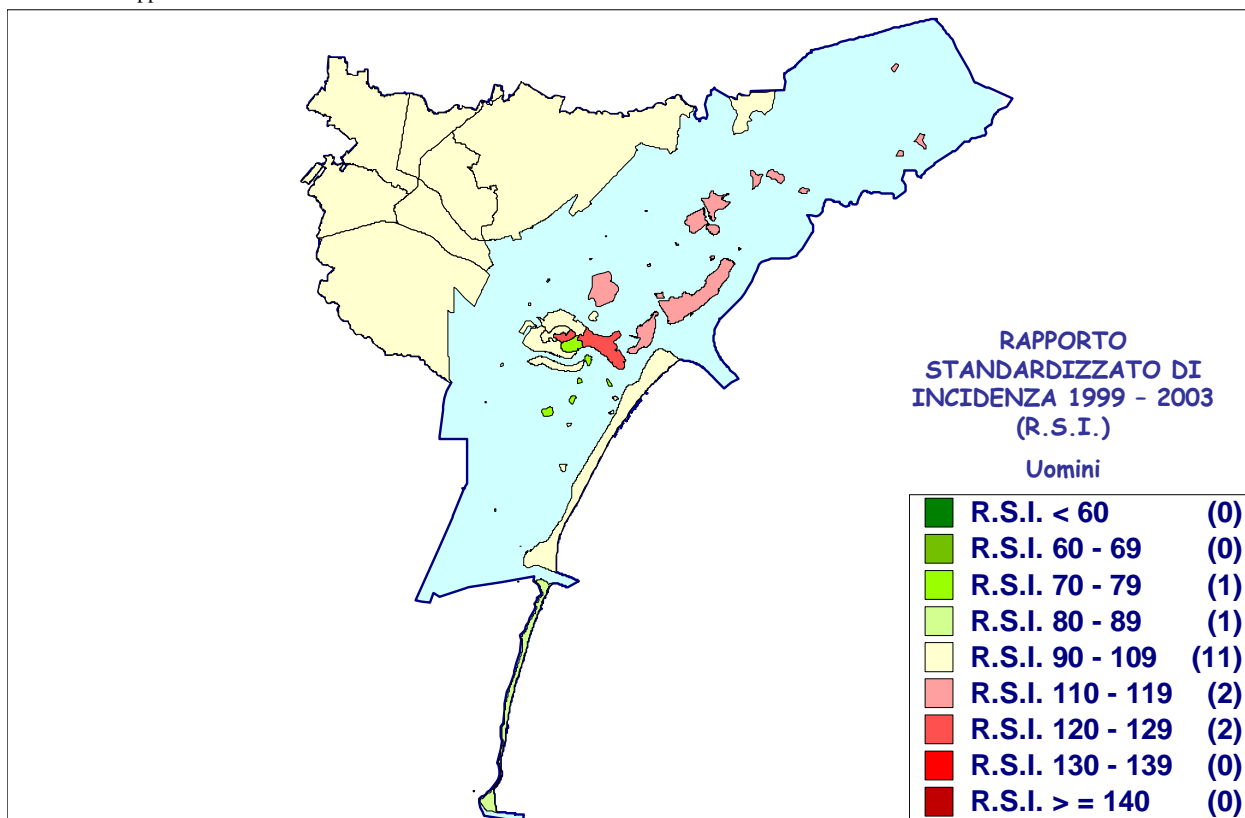 RAPPORTO
STANDARDIZZATO DI
INCIDENZA 1999 - 2003
(R.S.I.)
Uomini
R.S.I. < 60 (0)
R.S.I. 60 - 69 (0)
R.S.I. 70 - 79 (1)
R.S.I. 80 - 89 (1)
R.S.I. 90 - 109 (11)
R.S.I. 110 - 119 (2)
R.S.I. 120 - 129 (2)
R.S.I. 130 - 139 (0)
R.S.I. > = 140 (0)